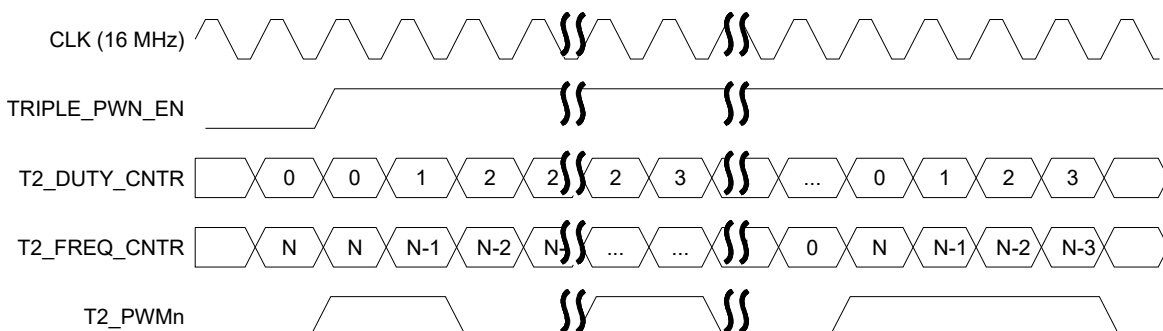 CLK (16 MHz)
TRIPLE_PWN_EN
T2_DUTY_CNTR 0 0 1 2 2 2 3 ... 0 1 2 3
T2_FREQ_CNTR N N N-1 N-2 N- ... ... 0 N N-1 N-2 N-3
T2_PWMn